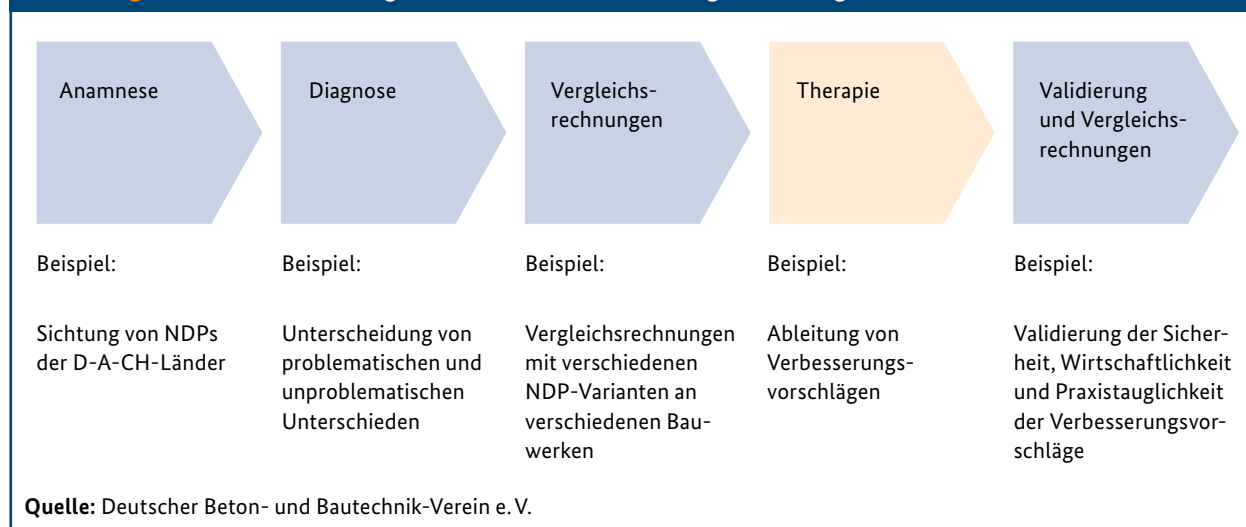 Anamnese
Diagnose
Vergleichs-
rechnungen
Therapie
Validierung
und Vergleichs-
rechnungen
Beispiel:
Sichtung von NDPs
der D-A-CH-Länder
Beispiel:
Unterscheidung von
problematischen und
unproblematischen
Unterschieden
Beispiel:
Vergleichsrechnungen
mit verschiedenen
NDP-Varianten an
verschiedenen Bau-
werken
Beispiel:
Ableitung von
Verbesserungs-
vorschlägen
Beispiel:
Validierung der Sicher-
heit, Wirtschaftlichkeit
und Praxistauglichkeit
der Verbesserungsvor-
schläge
Quelle: Deutscher Beton- und Bautechnik-Verein e. V.